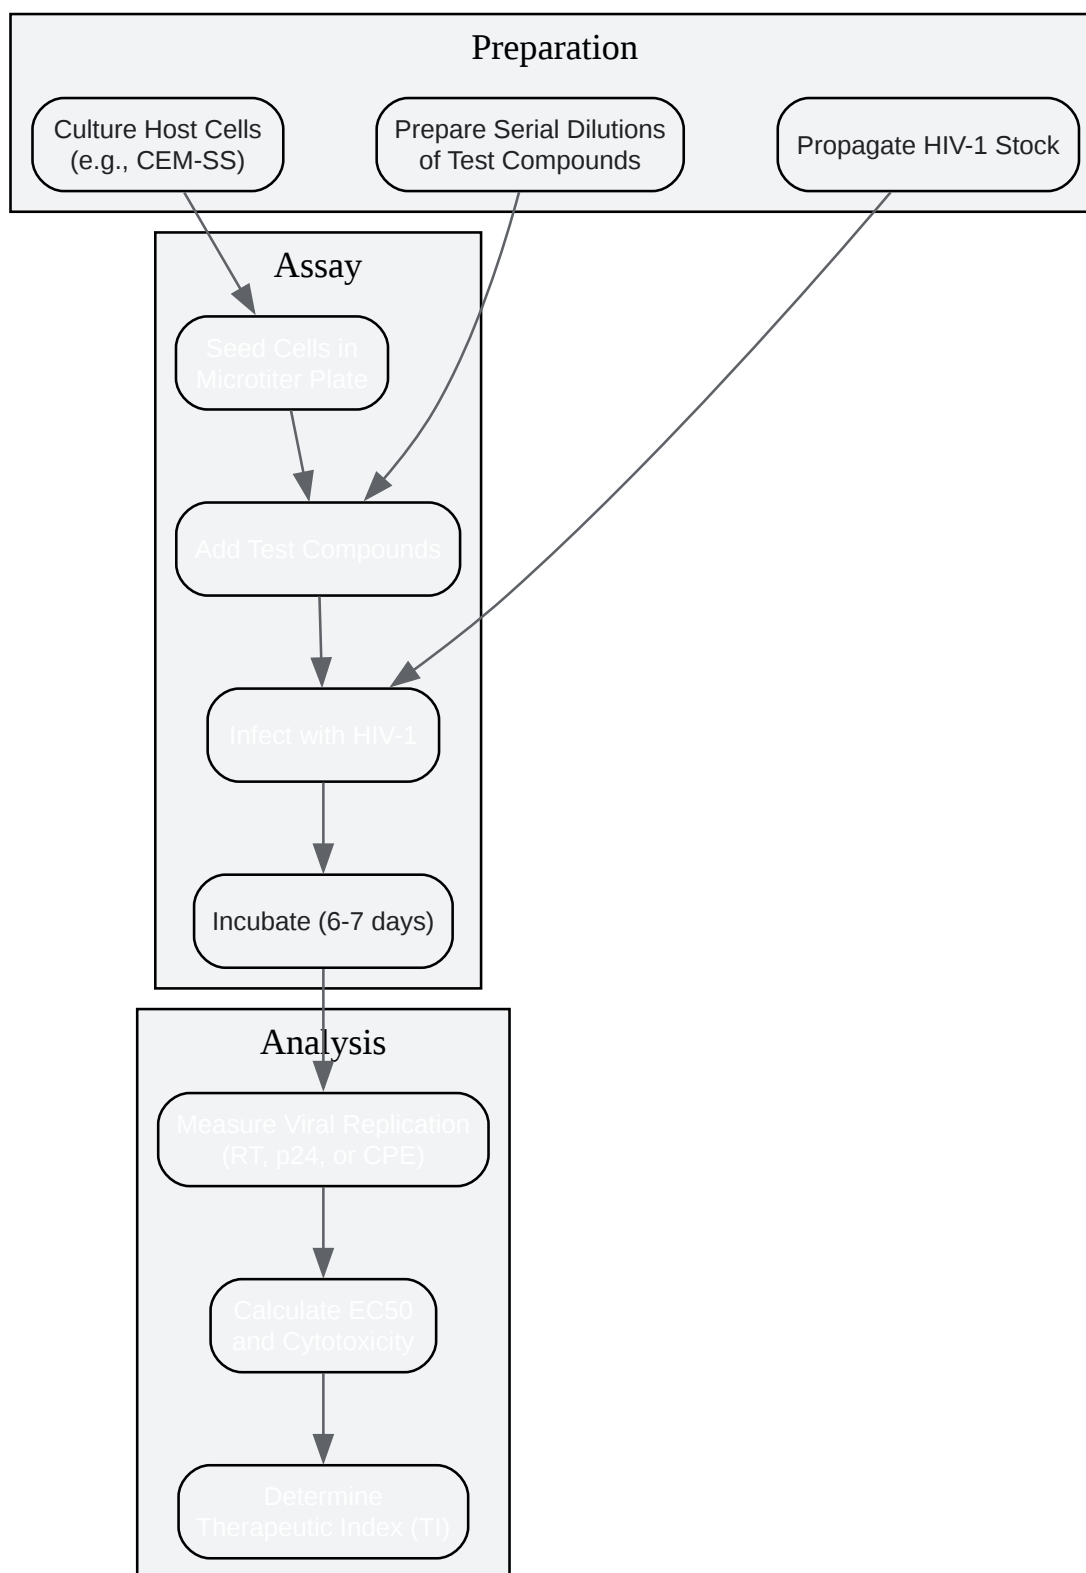 Preparation
Culture Host Cells
(e.g., CEM-SS)
Prepare Serial Dilutions
of Test Compounds
Propagate HIV-1 Stock
Assay
Seed Cells in
Microtiter Plate
Add Test Compounds
Infect with HIV-1
Incubate (6-7 days)
Analysis
Measure Viral Replication
(RT, p24, or CPE)
Calculate EC50
and Cytotoxicity
Determine
Therapeutic Index (TI)